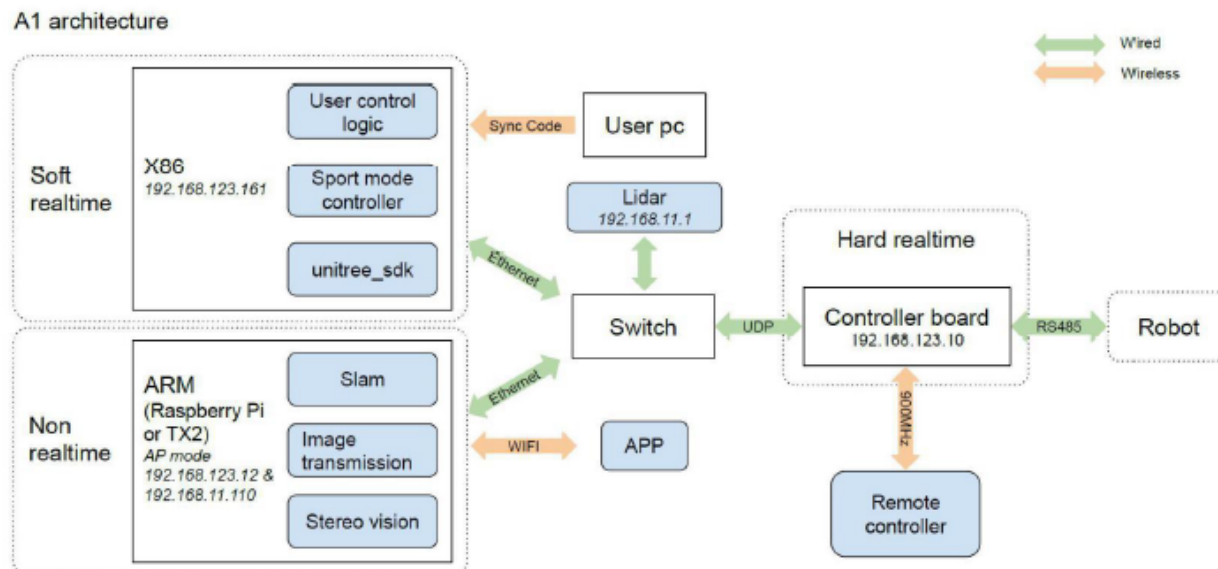 A1 architecture
Wired
Wireless
Soft
realtime
X86
192.168.123.161
User control
logic
Sport mode
controller
unitree_sdk
Sync Code
User pc
Lidar
192.168.11.1
Ethernet
Switch
UDP
Hard realtime
Controller board
192.168.123.10
RS485
Robot
900MHz
Remote
controller
Non
realtime
ARM
(Raspberry Pi
or TX2)
AP mode
192.168.123.12 &
192.168.11.110
Slam
Image
transmission
Stereo vision
Ethernet
WIFI
APP